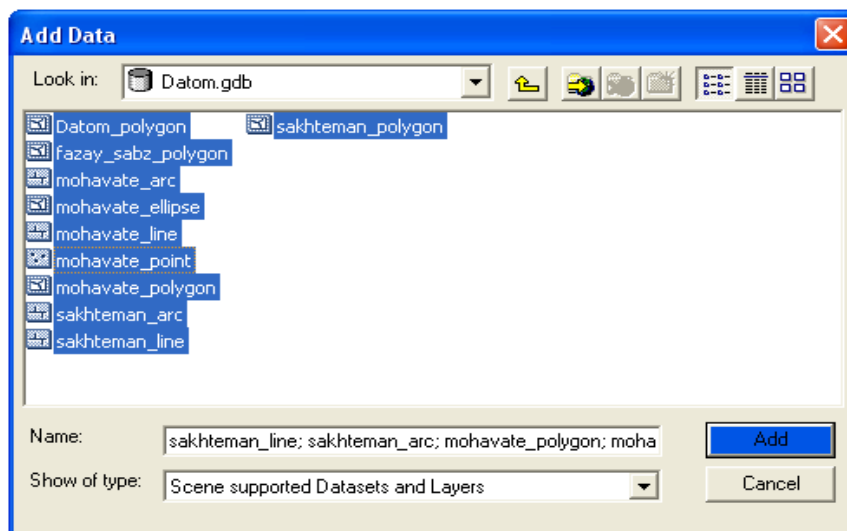 Add Data
Look in: Datom.gdb
Datom_polygon
fazay_sabz_polygon
mohavate_arc
mohavate_ellipse
mohavate_line
mohavate_point
mohavate_polygon
sakhteman_arc
sakhteman_line
sakhteman_polygon
Name: sakhteman_line; sakhteman_arc; mohavate_polygon; moha
Add
Show of type: Scene supported Datasets and Layers
Cancel